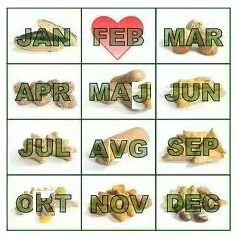 JAN FEB MAR
APR MAJ JUN
JUL AVG SEP
OKT NOV DEC